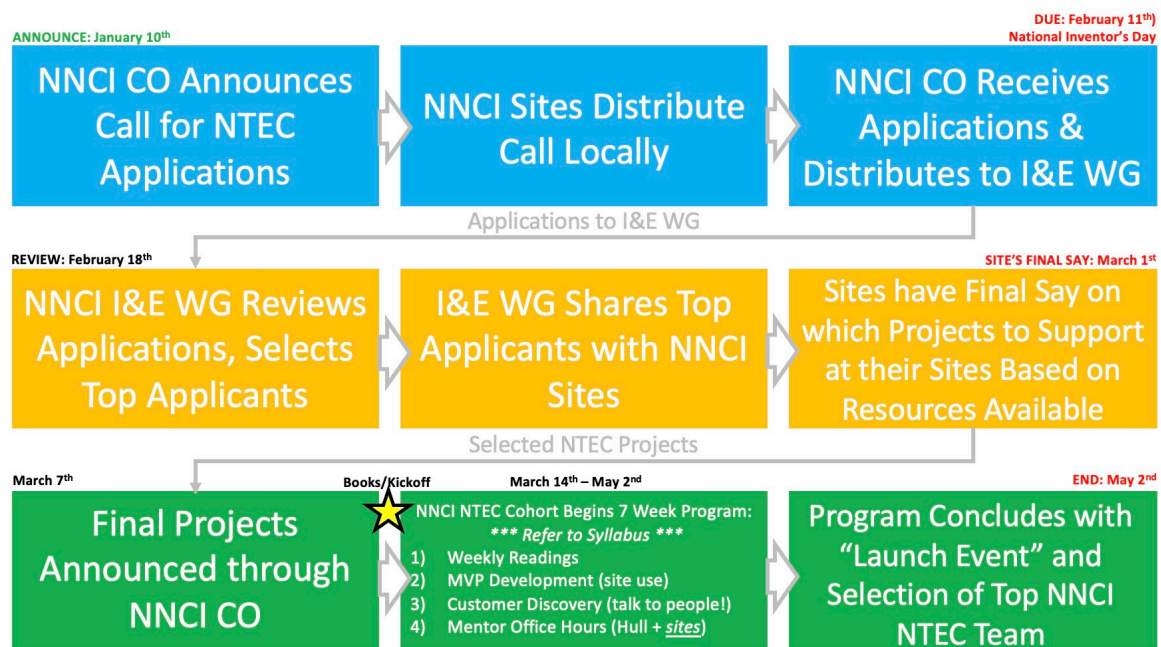 ANNOUNCE: January 10th
DUE: February 11th)
National Inventor's Day
NNCI CO Announces
Call for NTEC
Applications
NNCI Sites Distribute
Call Locally
NNCI CO Receives
Applications &
Distributes to I&E WG
Applications to I&E WG
REVIEW: February 18th
SITE'S FINAL SAY: March 1st
NNCI I&E WG Reviews
Applications, Selects
Top Applicants
I&E WG Shares Top
Applicants with NNCI
Sites
Sites have Final Say on
which Projects to Support
at their Sites Based on
Resources Available
Selected NTEC Projects
March 7th
Books/Kickoff
March 14th – May 2nd
END: May 2nd
Final Projects
Announced through
NNCI CO
NNCI NTEC Cohort Begins 7 Week Program:
*** Refer to Syllabus ***
1) Weekly Readings
2) MVP Development (site use)
3) Customer Discovery (talk to people!)
4) Mentor Office Hours (Hull + sites)
Program Concludes with
“Launch Event” and
Selection of Top NNCI
NTEC Team